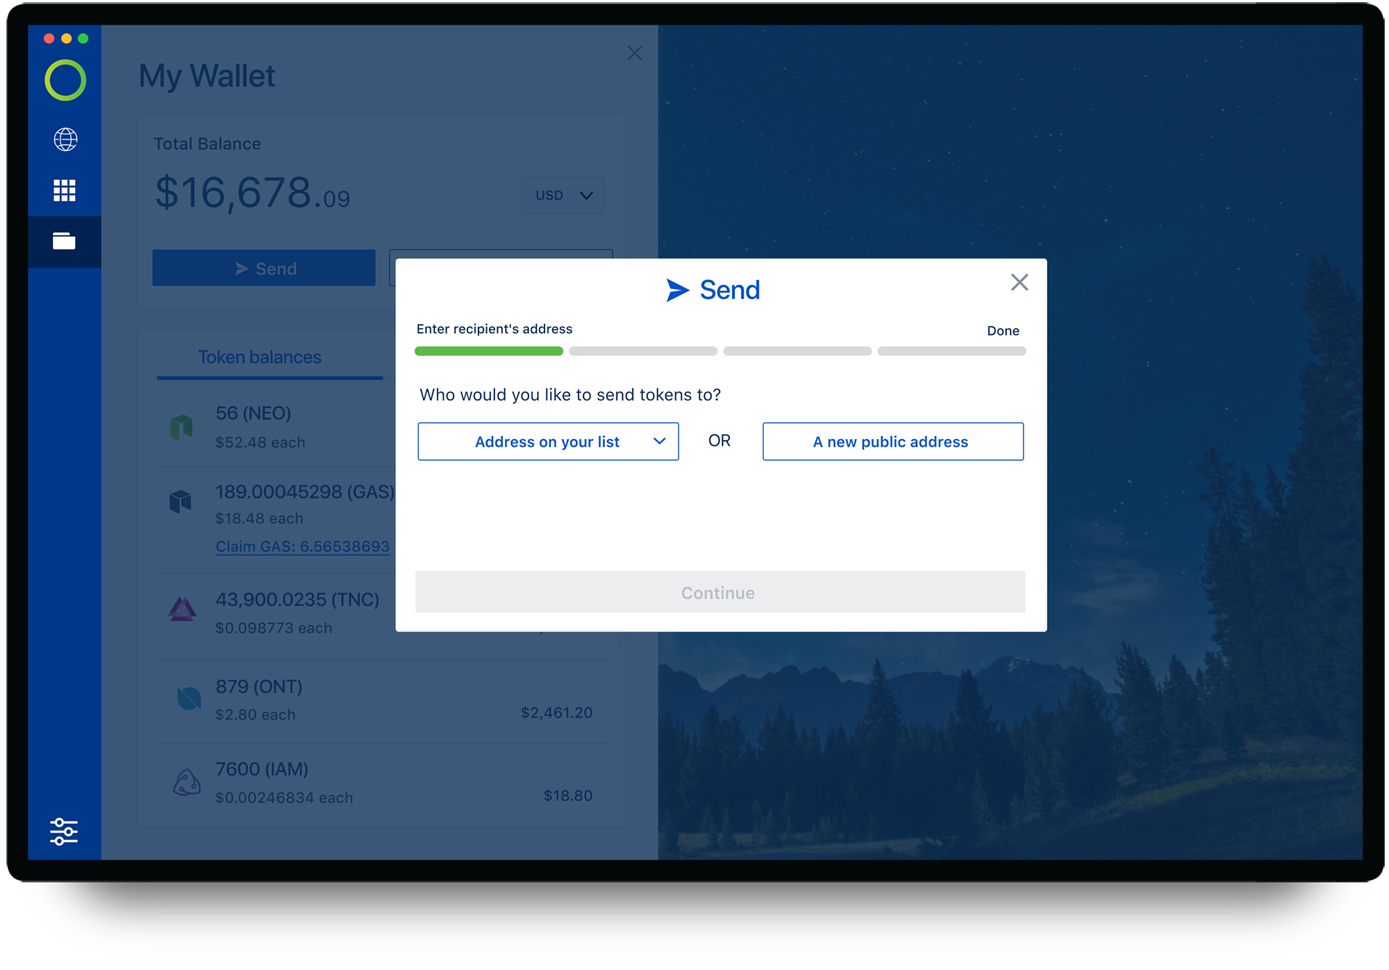 My Wallet
Total Balance
$16,678.09
USD
Send
Token balances
56 (NEO)
$52.48 each
189.00045298 (GAS)
$18.48 each
Claim GAS: 6.56538693
43,900.0235 (TNC)
$0.098773 each
879 (ONT)
$2.80 each
$2,461.20
7600 (IAM)
$0.00246834 each
$18.80
Send
Enter recipient's address
Done
Who would you like to send tokens to?
Address on your list
OR
A new public address
Continue